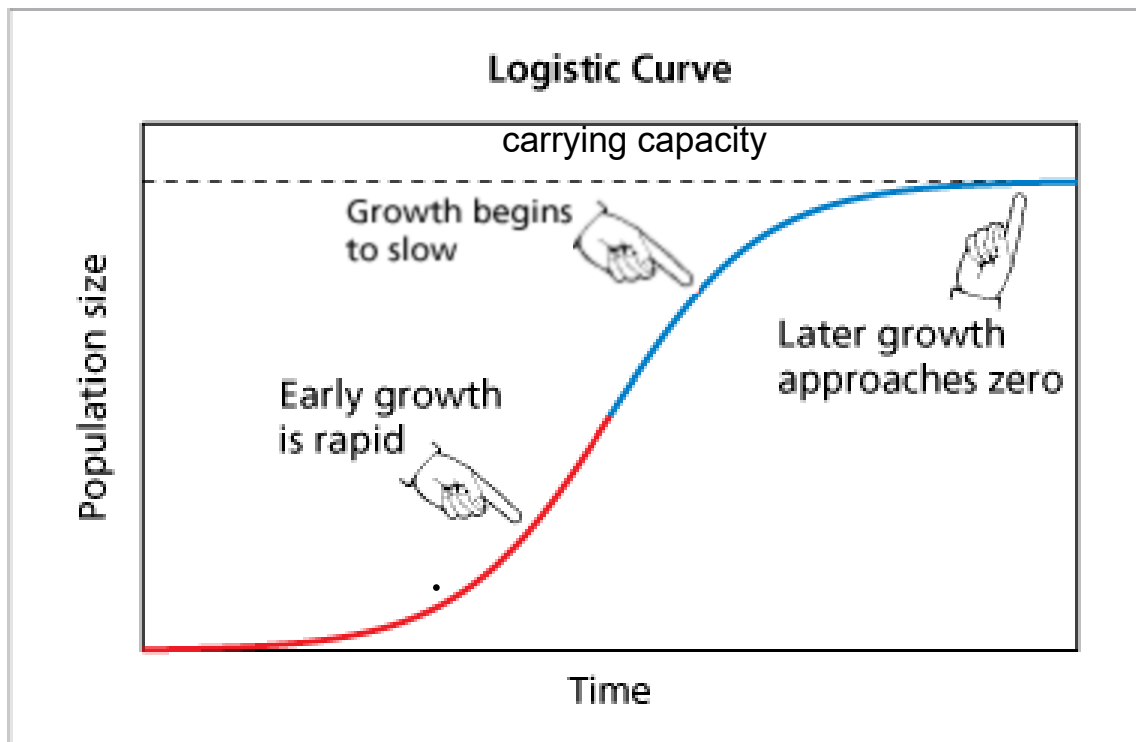 Logistic Curve
carrying capacity
Growth begins
to slow
Later growth
approaches zero
Early growth
is rapid
Population size
Time